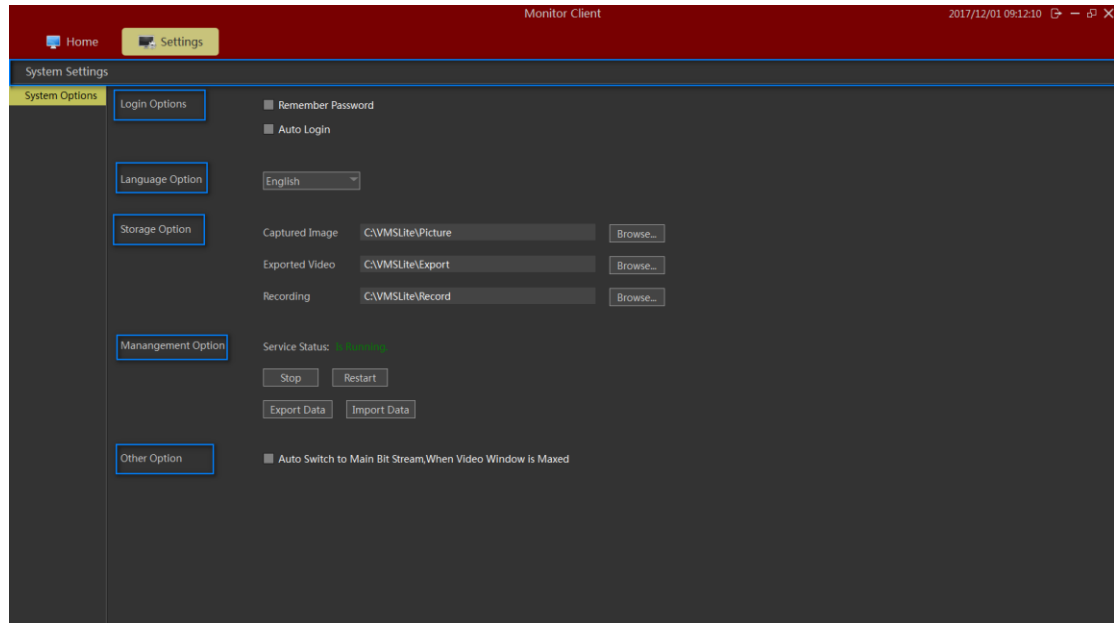 Monitor Client
2017/12/01 09:12:10
Home
Settings
System Settings
System Options
Login Options
Remember Password
Auto Login
Language Option
English
Storage Option
Captured Image C:\VMSLite\Picture Browse...
Exported Video C:\VMSLite\Export Browse...
Recording C:\VMSLite\Record Browse...
Manangement Option
Service Status: Is Running.
Stop Restart
Export Data Import Data
Other Option
Auto Switch to Main Bit Stream,When Video Window is Maxed